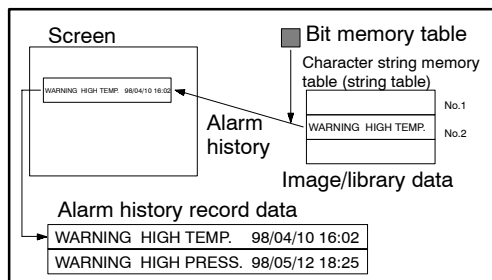 Screen
Bit memory table
Character string memory
table (string table)
WARNING HIGH TEMP. 98/04/10 16:02
No.1
WARNING HIGH TEMP.
No.2
Alarm
history
Image/library data
Alarm history record data
WARNING HIGH TEMP. 98/04/10 16:02
WARNING HIGH PRESS. 98/05/12 18:25